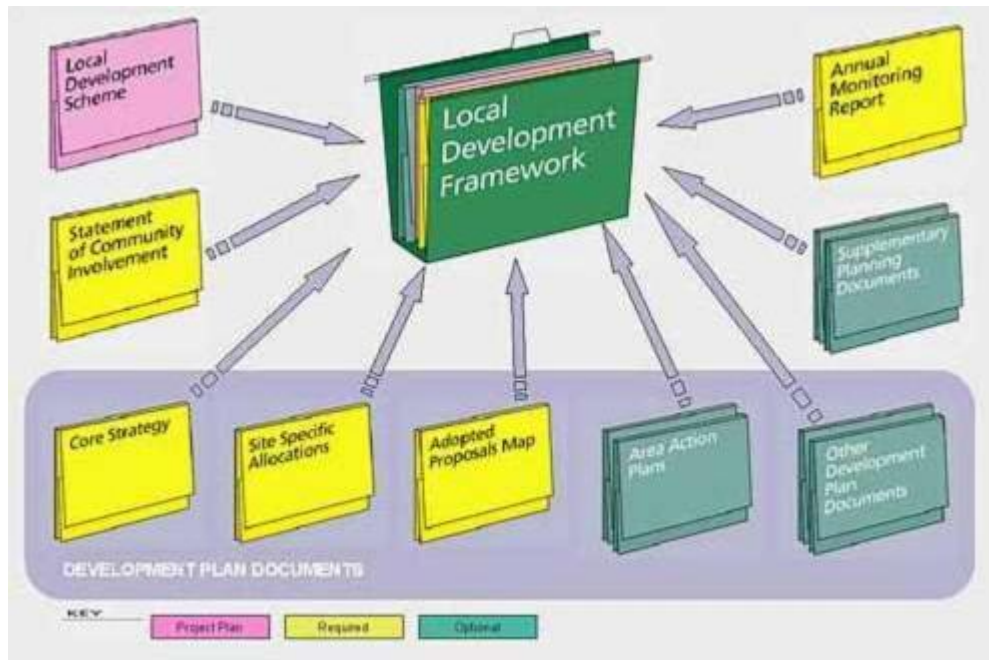 Local
Development
Scheme
Local
Development
Framework
Annual
Monitoring
Report
Statement
of Community
Involvement
Supplementary
Planning
Documents
Core Strategy
Site Specific
Allocations
Adopted
Proposals Map
Area Action
Plans
Other
Development
Plan
Documents
DEVELOPMENT PLAN DOCUMENTS
KEY
Project Plan
Required
Optional